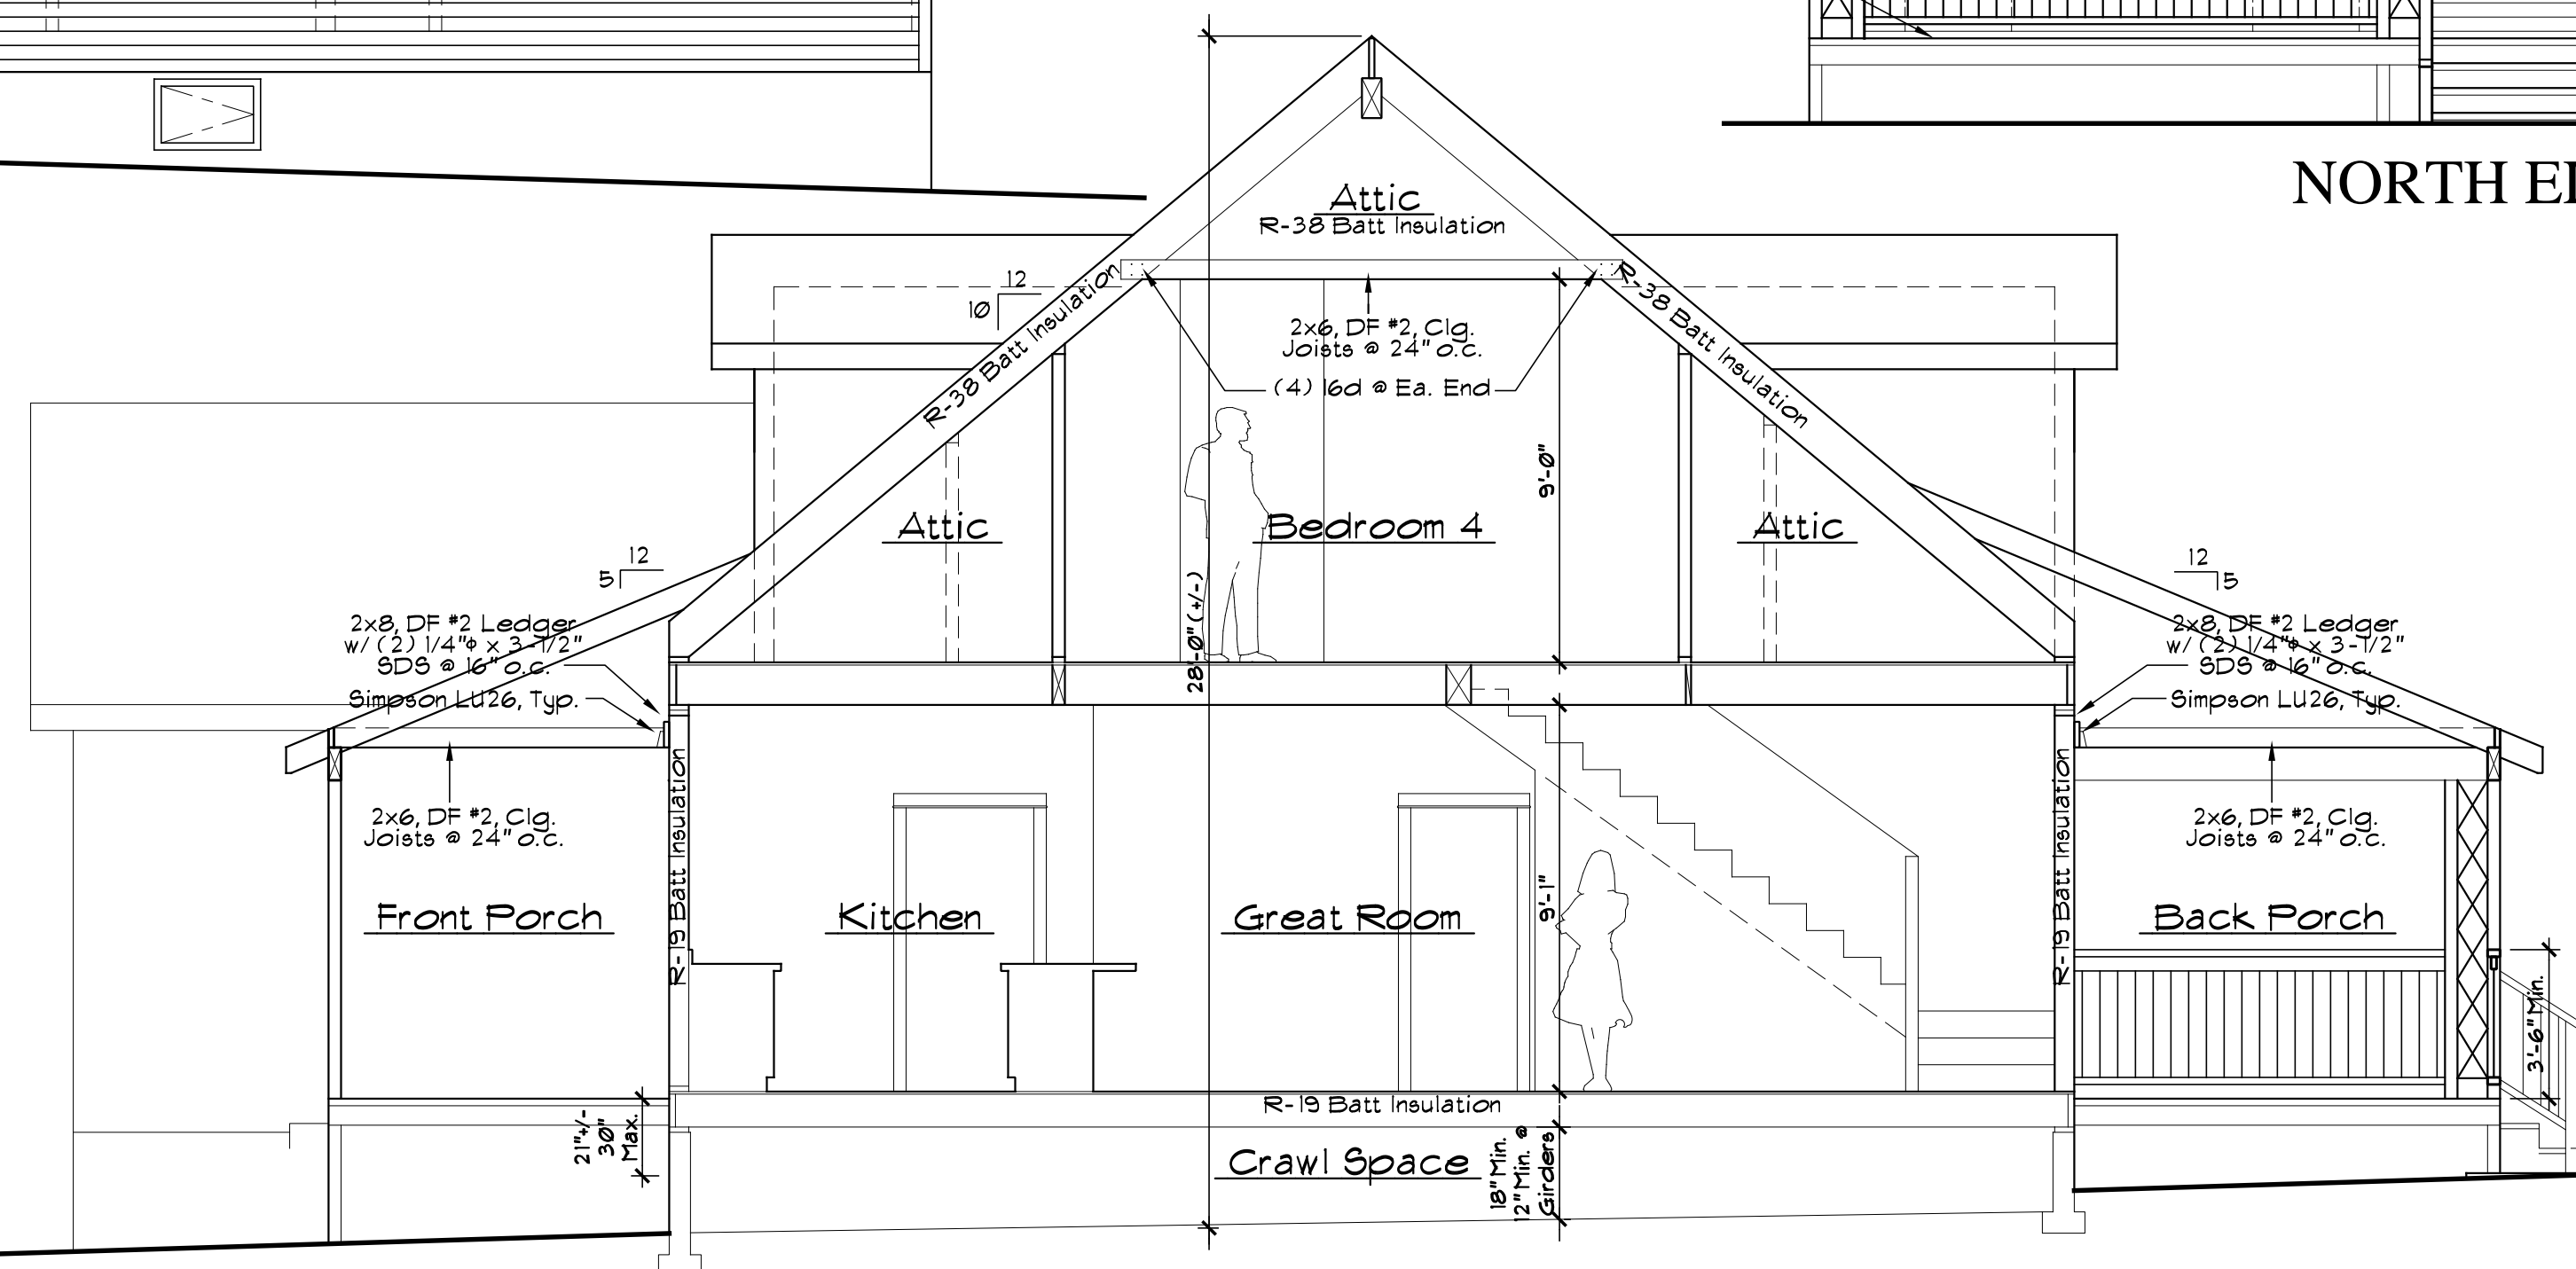 NORTH EL
Attic
R-38 Batt Insulation
12
10
R-38 Batt Insulation
R-38 Batt Insulation
2x6, DF #2, Clg.
Joists @ 24" o.c.
(4) 16d @ Ea. End
9'-0"
Attic
Bedroom 4
Attic
12
5
12
5
28'-0" (+/-)
2x8, DF #2 Ledger
w/ (2) 1/4"ϕ x 3-1/2"
SDS @ 16" o.c.
Simpson LU26, Typ.
2x8, DF #2 Ledger
w/ (2) 1/4"ϕ x 3-1/2"
SDS @ 16" o.c.
Simpson LU26, Typ.
2x6, DF #2, Clg.
Joists @ 24" o.c.
R-19 Batt Insulation
R-19 Batt Insulation
2x6, DF #2, Clg.
Joists @ 24" o.c.
Front Porch
Kitchen
Great Room
9'-1"
Back Porch
3'-6" Min.
R-19 Batt Insulation
21"+/-
30"
Max.
Crawl Space
18" Min.
12" Min. @
Girders